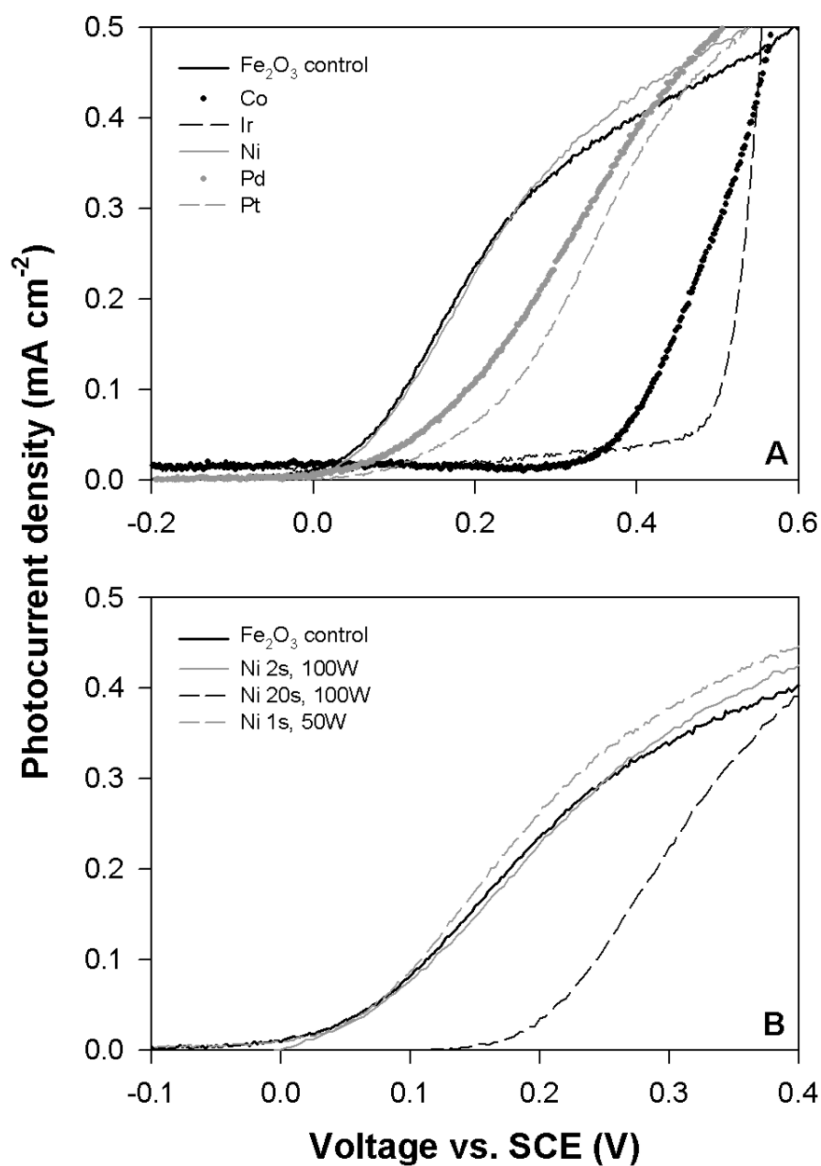 Photocurrent density (mA cm⁻²)
0.5
0.4
0.3
0.2
0.1
0.0
Fe₂O₃ control
Co
Ir
Ni
Pd
Pt
A
-0.2
0.0
0.2
0.4
0.6
0.5
0.4
0.3
0.2
0.1
0.0
Fe₂O₃ control
Ni 2s, 100W
Ni 20s, 100W
Ni 1s, 50W
B
-0.1
0.0
0.1
0.2
0.3
0.4
Voltage vs. SCE (V)